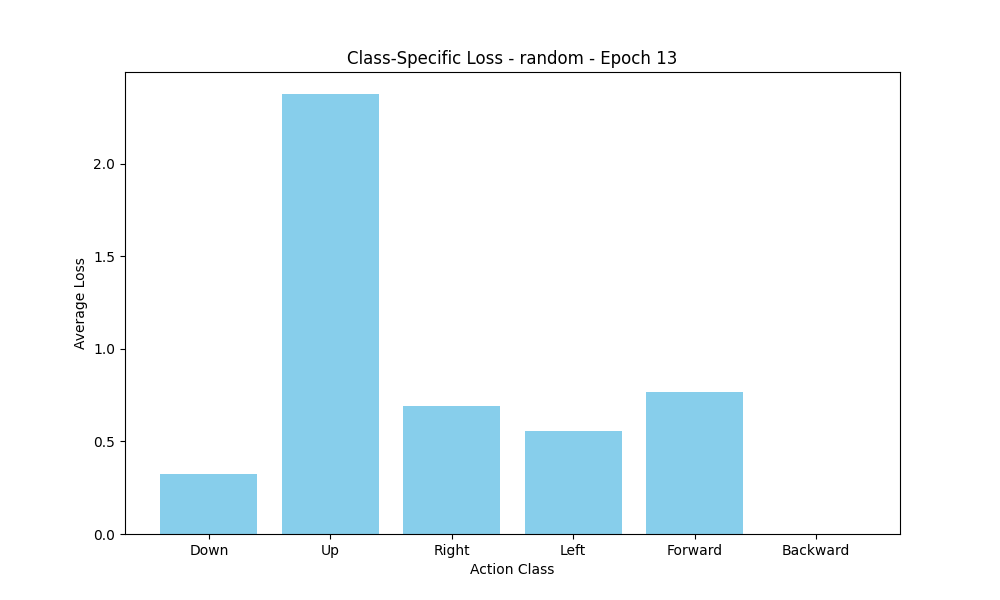 Class-Specific Loss - random - Epoch 13
2.0
1.5
1.0
0.5
0.0
Average Loss
Down Up Right Left Forward Backward
Action Class